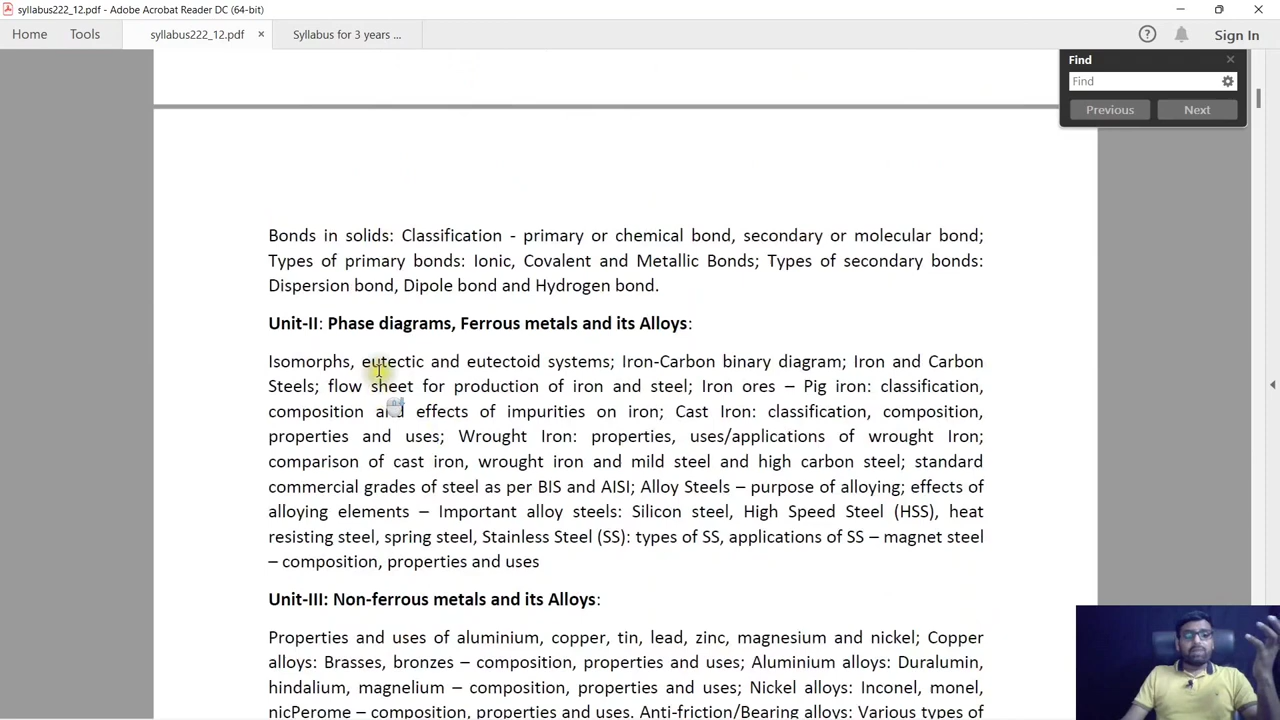 syllabus222_12.pdf - Adobe Acrobat Reader DC (64-bit)
Home Tools syllabus222_12.pdf × Syllabus for 3 years ... Sign In
Find
Find
Previous Next
Bonds in solids: Classification - primary or chemical bond, secondary or molecular bond;
Types of primary bonds: Ionic, Covalent and Metallic Bonds; Types of secondary bonds:
Dispersion bond, Dipole bond and Hydrogen bond.
Unit-II: Phase diagrams, Ferrous metals and its Alloys:
Isomorphs, eutectic and eutectoid systems; Iron-Carbon binary diagram; Iron and Carbon
Steels; flow sheet for production of iron and steel; Iron ores – Pig iron: classification,
composition and effects of impurities on iron; Cast Iron: classification, composition,
properties and uses; Wrought Iron: properties, uses/applications of wrought Iron;
comparison of cast iron, wrought iron and mild steel and high carbon steel; standard
commercial grades of steel as per BIS and AISI; Alloy Steels – purpose of alloying; effects of
alloying elements – Important alloy steels: Silicon steel, High Speed Steel (HSS), heat
resisting steel, spring steel, Stainless Steel (SS): types of SS, applications of SS – magnet steel
– composition, properties and uses
Unit-III: Non-ferrous metals and its Alloys:
Properties and uses of aluminium, copper, tin, lead, zinc, magnesium and nickel; Copper
alloys: Brasses, bronzes – composition, properties and uses; Aluminium alloys: Duralumin,
hindalium, magnelium – composition, properties and uses; Nickel alloys: Inconel, monel,
nicPerome – composition, properties and uses. Anti-friction/Bearing alloys: Various types of